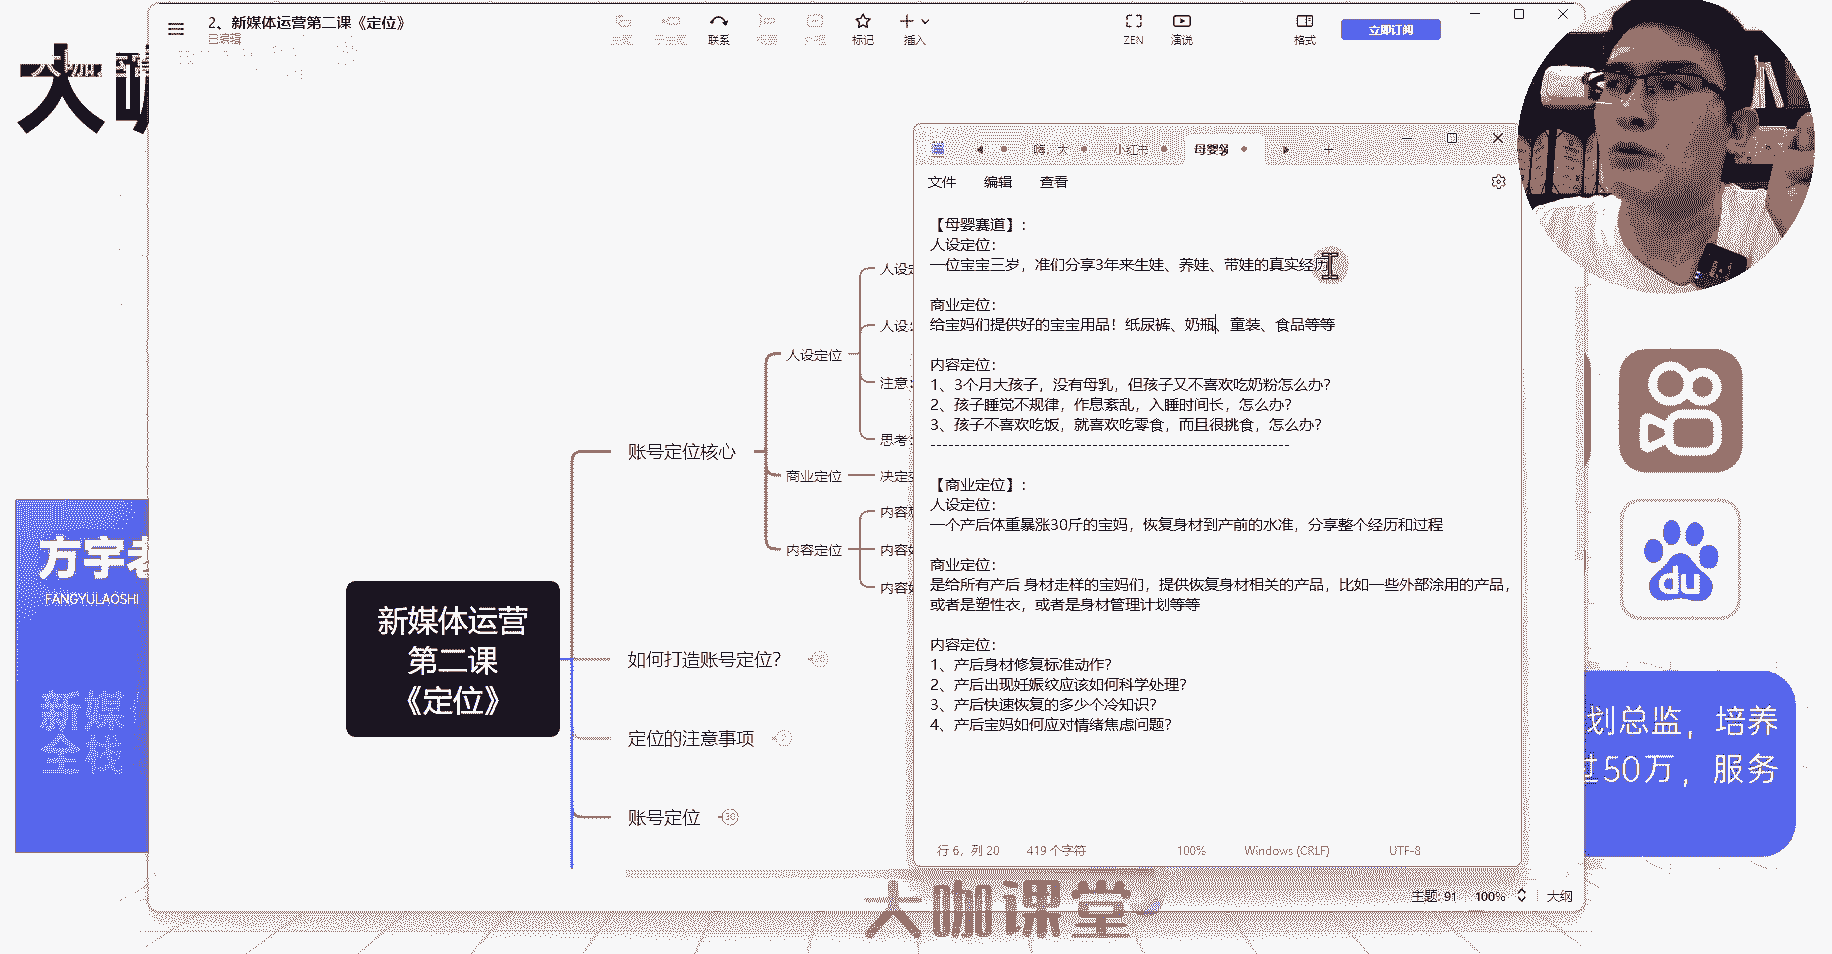 2、新媒体运营第二课《定位》
已编辑
联系
标记
插入
ZEN
演说
格式
立即订阅
大咖
嗨，大
小红书
母婴賽
文件
编辑
查看
【母婴赛道】：
人设定位：
一位宝宝三岁，准们分享3年来生娃、养娃、带娃的真实经历
商业定位：
给宝妈们提供好的宝宝用品！纸尿裤、奶瓶、童装、食品等等
内容定位：
1、3个月大孩子，没有母乳，但孩子又不喜欢吃奶粉怎么办？
2、孩子睡觉不规律，作息紊乱，入睡时间长，怎么办？
3、孩子不喜欢吃饭，就喜欢吃零食，而且很挑食，怎么办？
------------------------------------------------
【商业定位】：
人设定位：
一个产后体重暴涨30斤的宝妈，恢复身材到产前的水准，分享整个经历和过程
商业定位：
是给所有产后 身材走样的宝妈们，提供恢复身材相关的产品，比如一些外部涂用的产品，
或者是塑性衣，或者是身材管理计划等等
内容定位：
1、产后身材修复标准动作？
2、产后出现妊娠纹应该如何科学处理？
3、产后快速恢复的多少个冷知识？
4、产后宝妈如何应对情绪焦虑问题？
行 6，列 20
419 个字符
100%
Windows (CRLF)
UTF-8
人设定
人设：
人设定位
注意：
思考：
账号定位核心
商业定位
决定
内容
内容定位
内容如
内容如
新媒体运营
第二课
《定位》
如何打造账号定位？
定位的注意事项
账号定位
30
方宇老
FANGYULAOSHI
新媒体
全栈
du
划总监，培养
过50万，服务
主题: 91
100%
大纲
大咖课堂